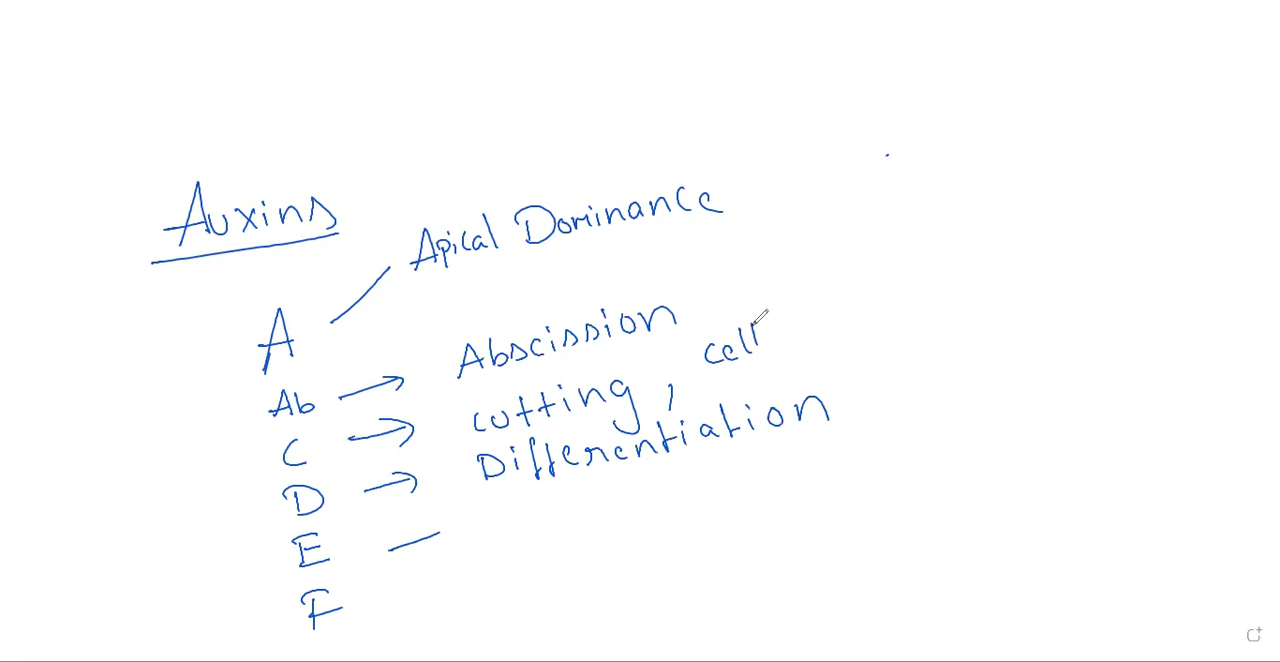 Auxins
A Apical Dominance
Ab → Abscission
C → cutting, cell
D → Differentiation
E —
F